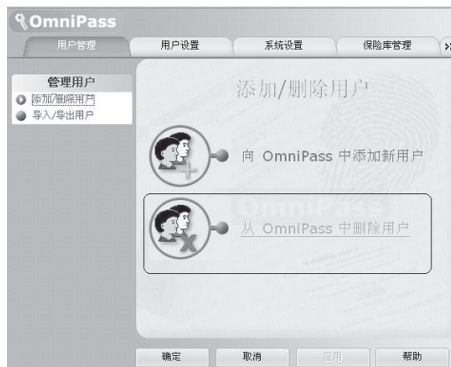 OmniPass
用户管理
用户设置
系统设置
保险库管理
管理用户
添加/删除用户
导入/导出用户
添加/删除用户
向 OmniPass 中添加新用户
从 OmniPass 中删除用户
确定
取消
应用
帮助